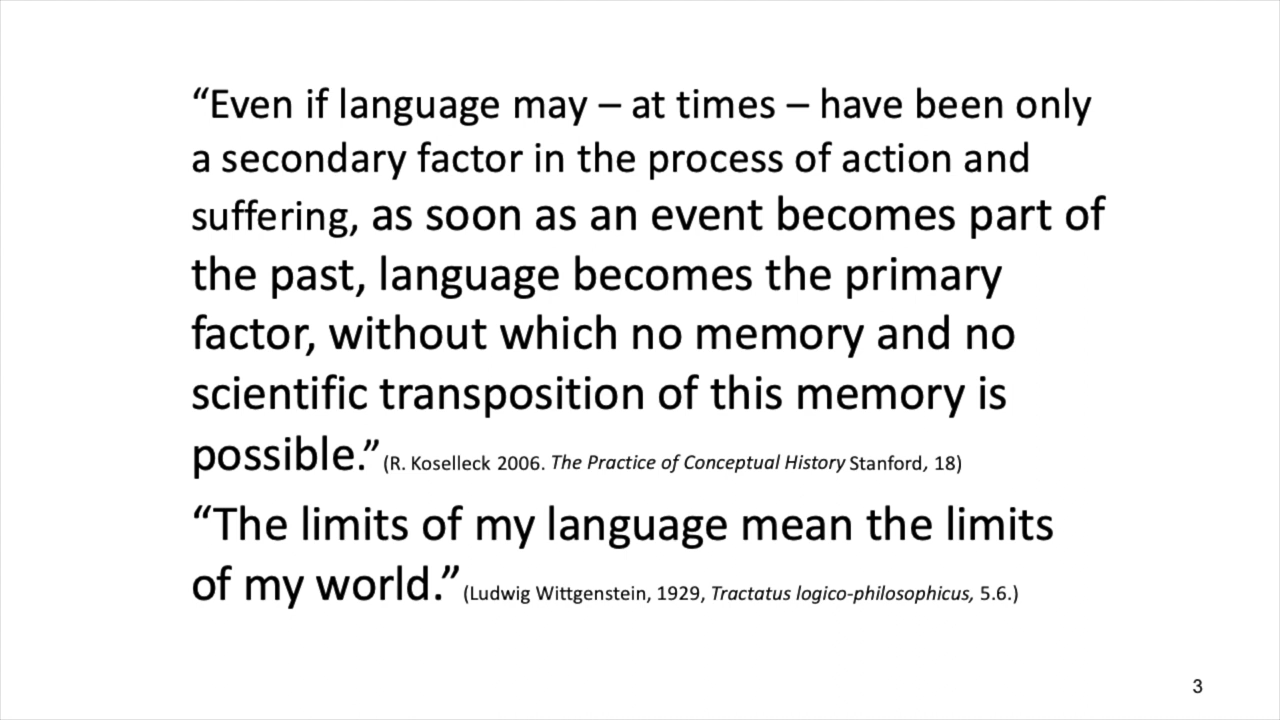 “Even if language may – at times – have been only
a secondary factor in the process of action and
suffering, as soon as an event becomes part of
the past, language becomes the primary
factor, without which no memory and no
scientific transposition of this memory is
possible.” (R. Koselleck 2006. The Practice of Conceptual History Stanford, 18)
“The limits of my language mean the limits
of my world.” (Ludwig Wittgenstein, 1929, Tractatus logico-philosophicus, 5.6.)
3